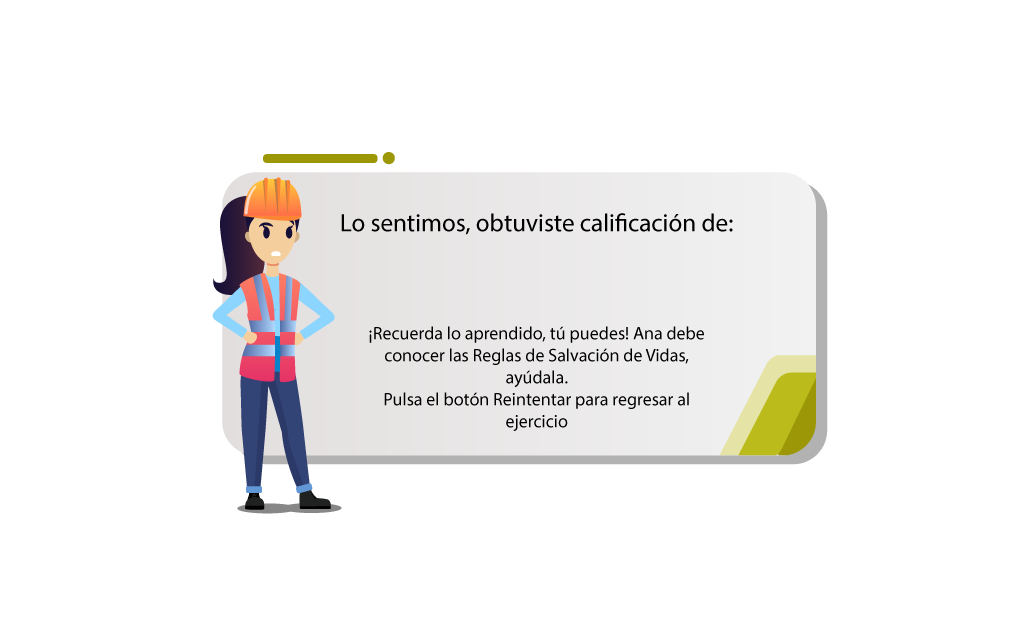 Lo sentimos, obtuviste calificación de:
¡Recuerda lo aprendido, tú puedes! Ana debe
conocer las Reglas de Salvación de Vidas,
ayúdala.
Pulsa el botón Reintentar para regresar al
ejercicio